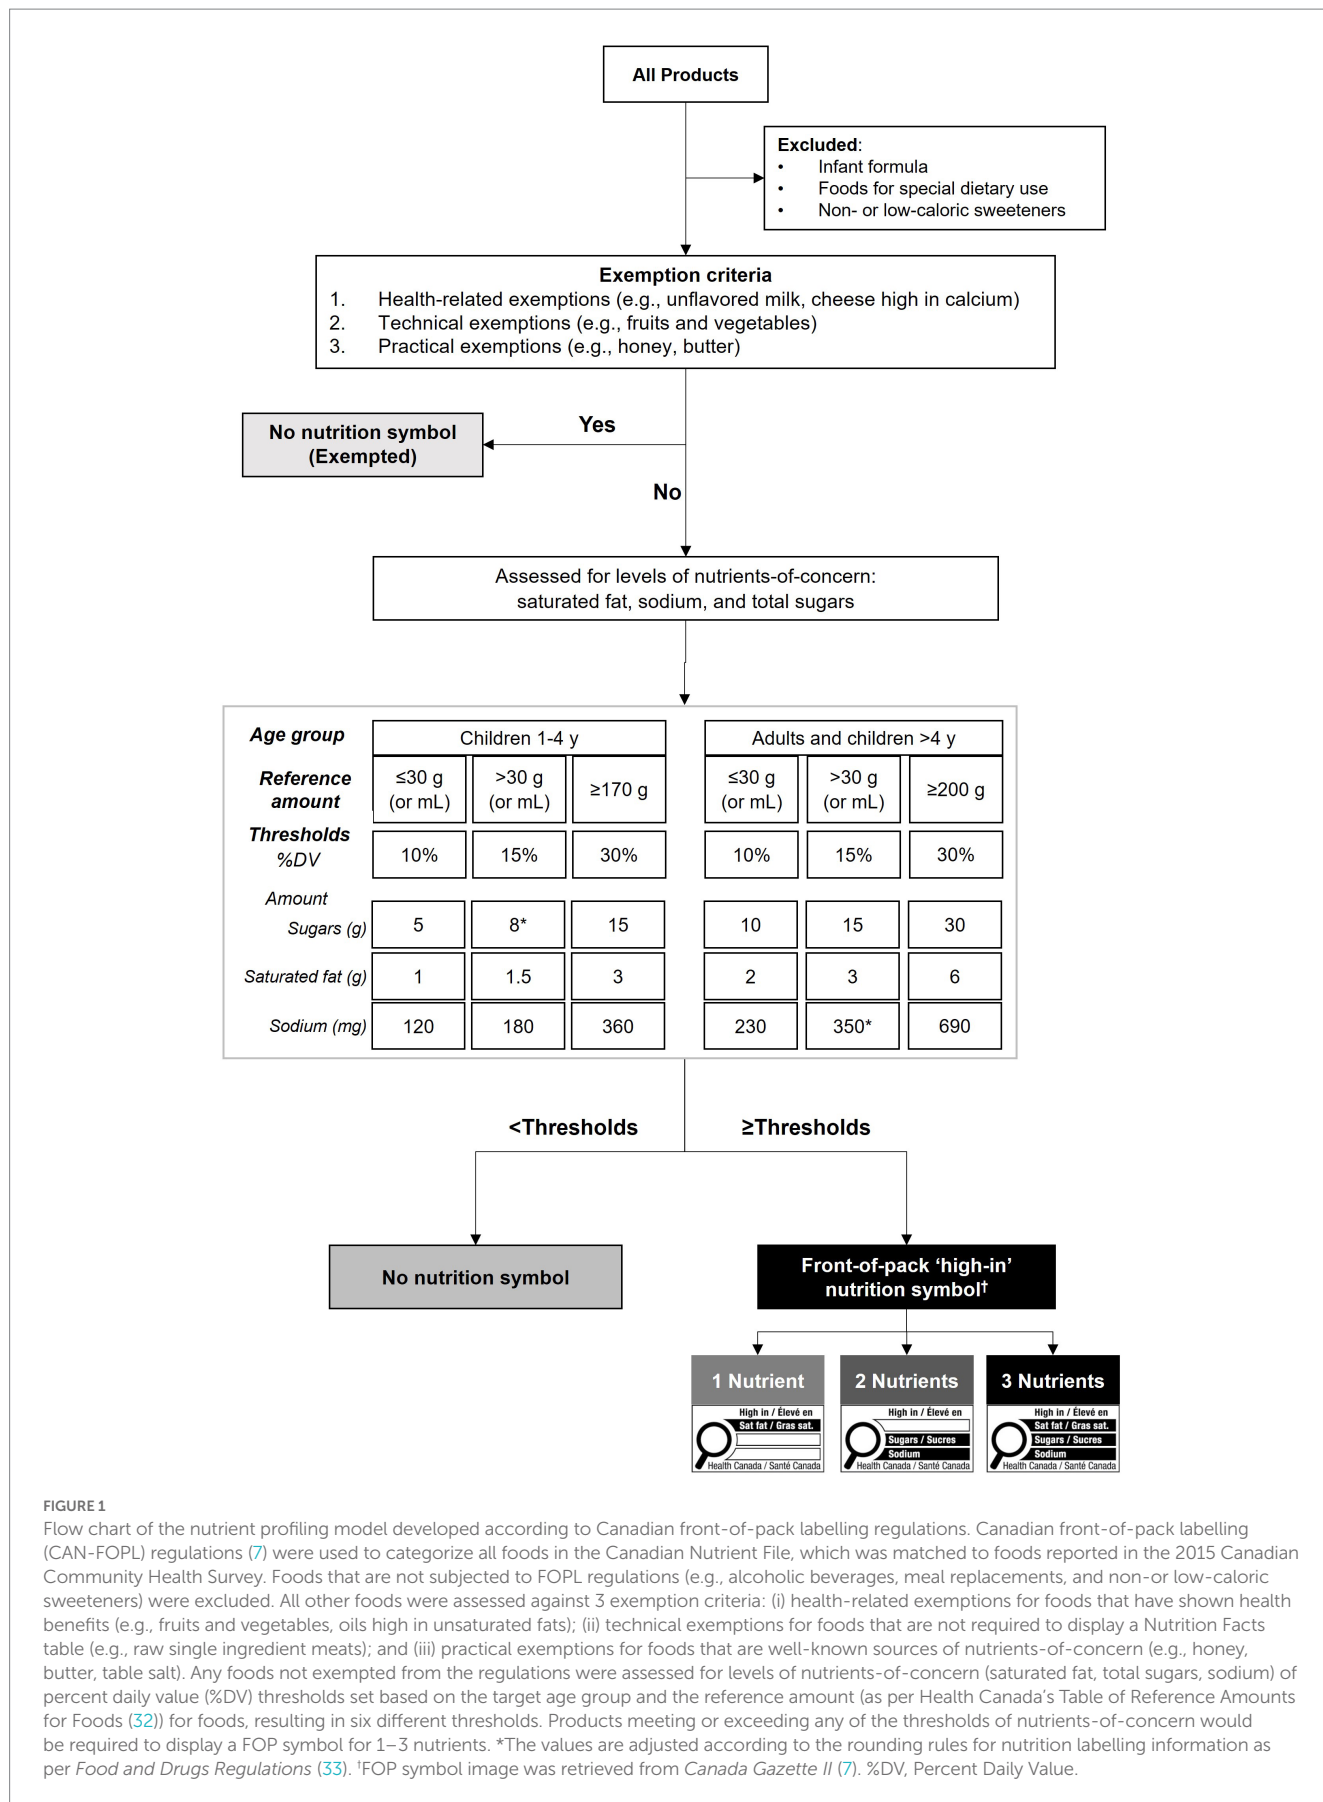 All Products
Excluded:
• Infant formula
• Foods for special dietary use
• Non- or low-caloric sweeteners
Exemption criteria
1. Health-related exemptions (e.g., unflavored milk, cheese high in calcium)
2. Technical exemptions (e.g., fruits and vegetables)
3. Practical exemptions (e.g., honey, butter)
Yes
No nutrition symbol
(Exempted)
No
Assessed for levels of nutrients-of-concern:
saturated fat, sodium, and total sugars
Age group Children 1-4 y Adults and children >4 y
Reference amount ≤30 g (or mL) >30 g (or mL) ≥170 g ≤30 g (or mL) >30 g (or mL) ≥200 g
Thresholds
%DV 10% 15% 30% 10% 15% 30%
Amount
Sugars (g) 5 8* 15 10 15 30
Saturated fat (g) 1 1.5 3 2 3 6
Sodium (mg) 120 180 360 230 350* 690
<Thresholds ≥Thresholds
No nutrition symbol
Front-of-pack ‘high-in’
nutrition symbol†
1 Nutrient 2 Nutrients 3 Nutrients
High in / Élevé en
Sat fat / Gras sat.
Health Canada / Santé Canada
High in / Élevé en
Sugars / Sucres
Sodium
Health Canada / Santé Canada
High in / Élevé en
Sat fat / Gras sat.
Sugars / Sucres
Sodium
Health Canada / Santé Canada
FIGURE 1
Flow chart of the nutrient profiling model developed according to Canadian front-of-pack labelling regulations. Canadian front-of-pack labelling
(CAN-FOPL) regulations (7) were used to categorize all foods in the Canadian Nutrient File, which was matched to foods reported in the 2015 Canadian
Community Health Survey. Foods that are not subjected to FOPL regulations (e.g., alcoholic beverages, meal replacements, and non-or low-caloric
sweeteners) were excluded. All other foods were assessed against 3 exemption criteria: (i) health-related exemptions for foods that have shown health
benefits (e.g., fruits and vegetables, oils high in unsaturated fats); (ii) technical exemptions for foods that are not required to display a Nutrition Facts
table (e.g., raw single ingredient meats); and (iii) practical exemptions for foods that are well-known sources of nutrients-of-concern (e.g., honey,
butter, table salt). Any foods not exempted from the regulations were assessed for levels of nutrients-of-concern (saturated fat, total sugars, sodium) of
percent daily value (%DV) thresholds set based on the target age group and the reference amount (as per Health Canada’s Table of Reference Amounts
for Foods (32)) for foods, resulting in six different thresholds. Products meeting or exceeding any of the thresholds of nutrients-of-concern would
be required to display a FOP symbol for 1–3 nutrients. *The values are adjusted according to the rounding rules for nutrition labelling information as
per Food and Drugs Regulations (33). †FOP symbol image was retrieved from Canada Gazette II (7). %DV, Percent Daily Value.